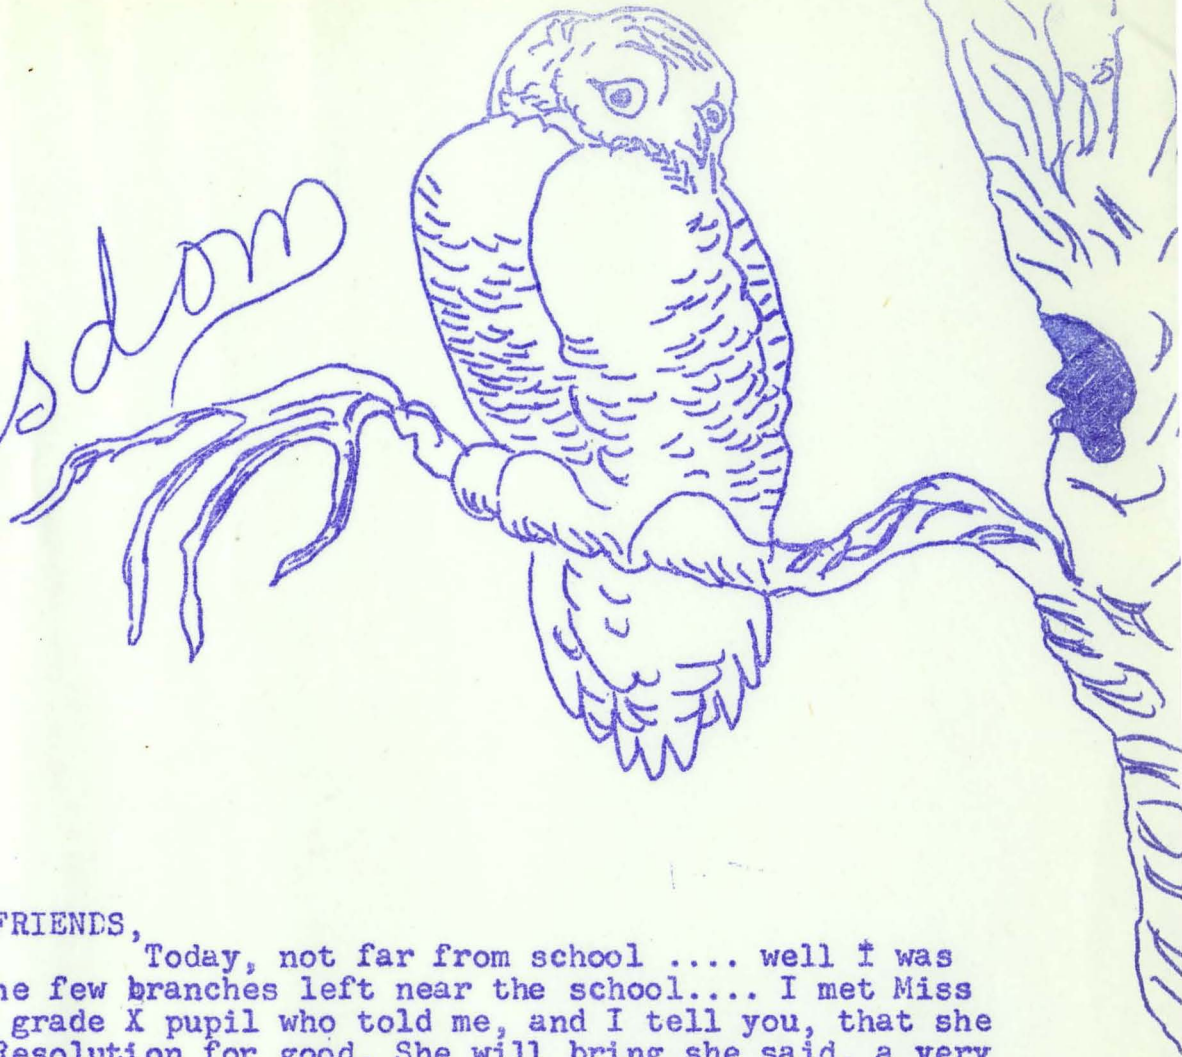 sdom
FRIENDS,
Today, not far from school .... well I was
he few branches left near the school.... I met Miss
grade X pupil who told me, and I tell you, that she
Resolution for good. She will bring she said, a very